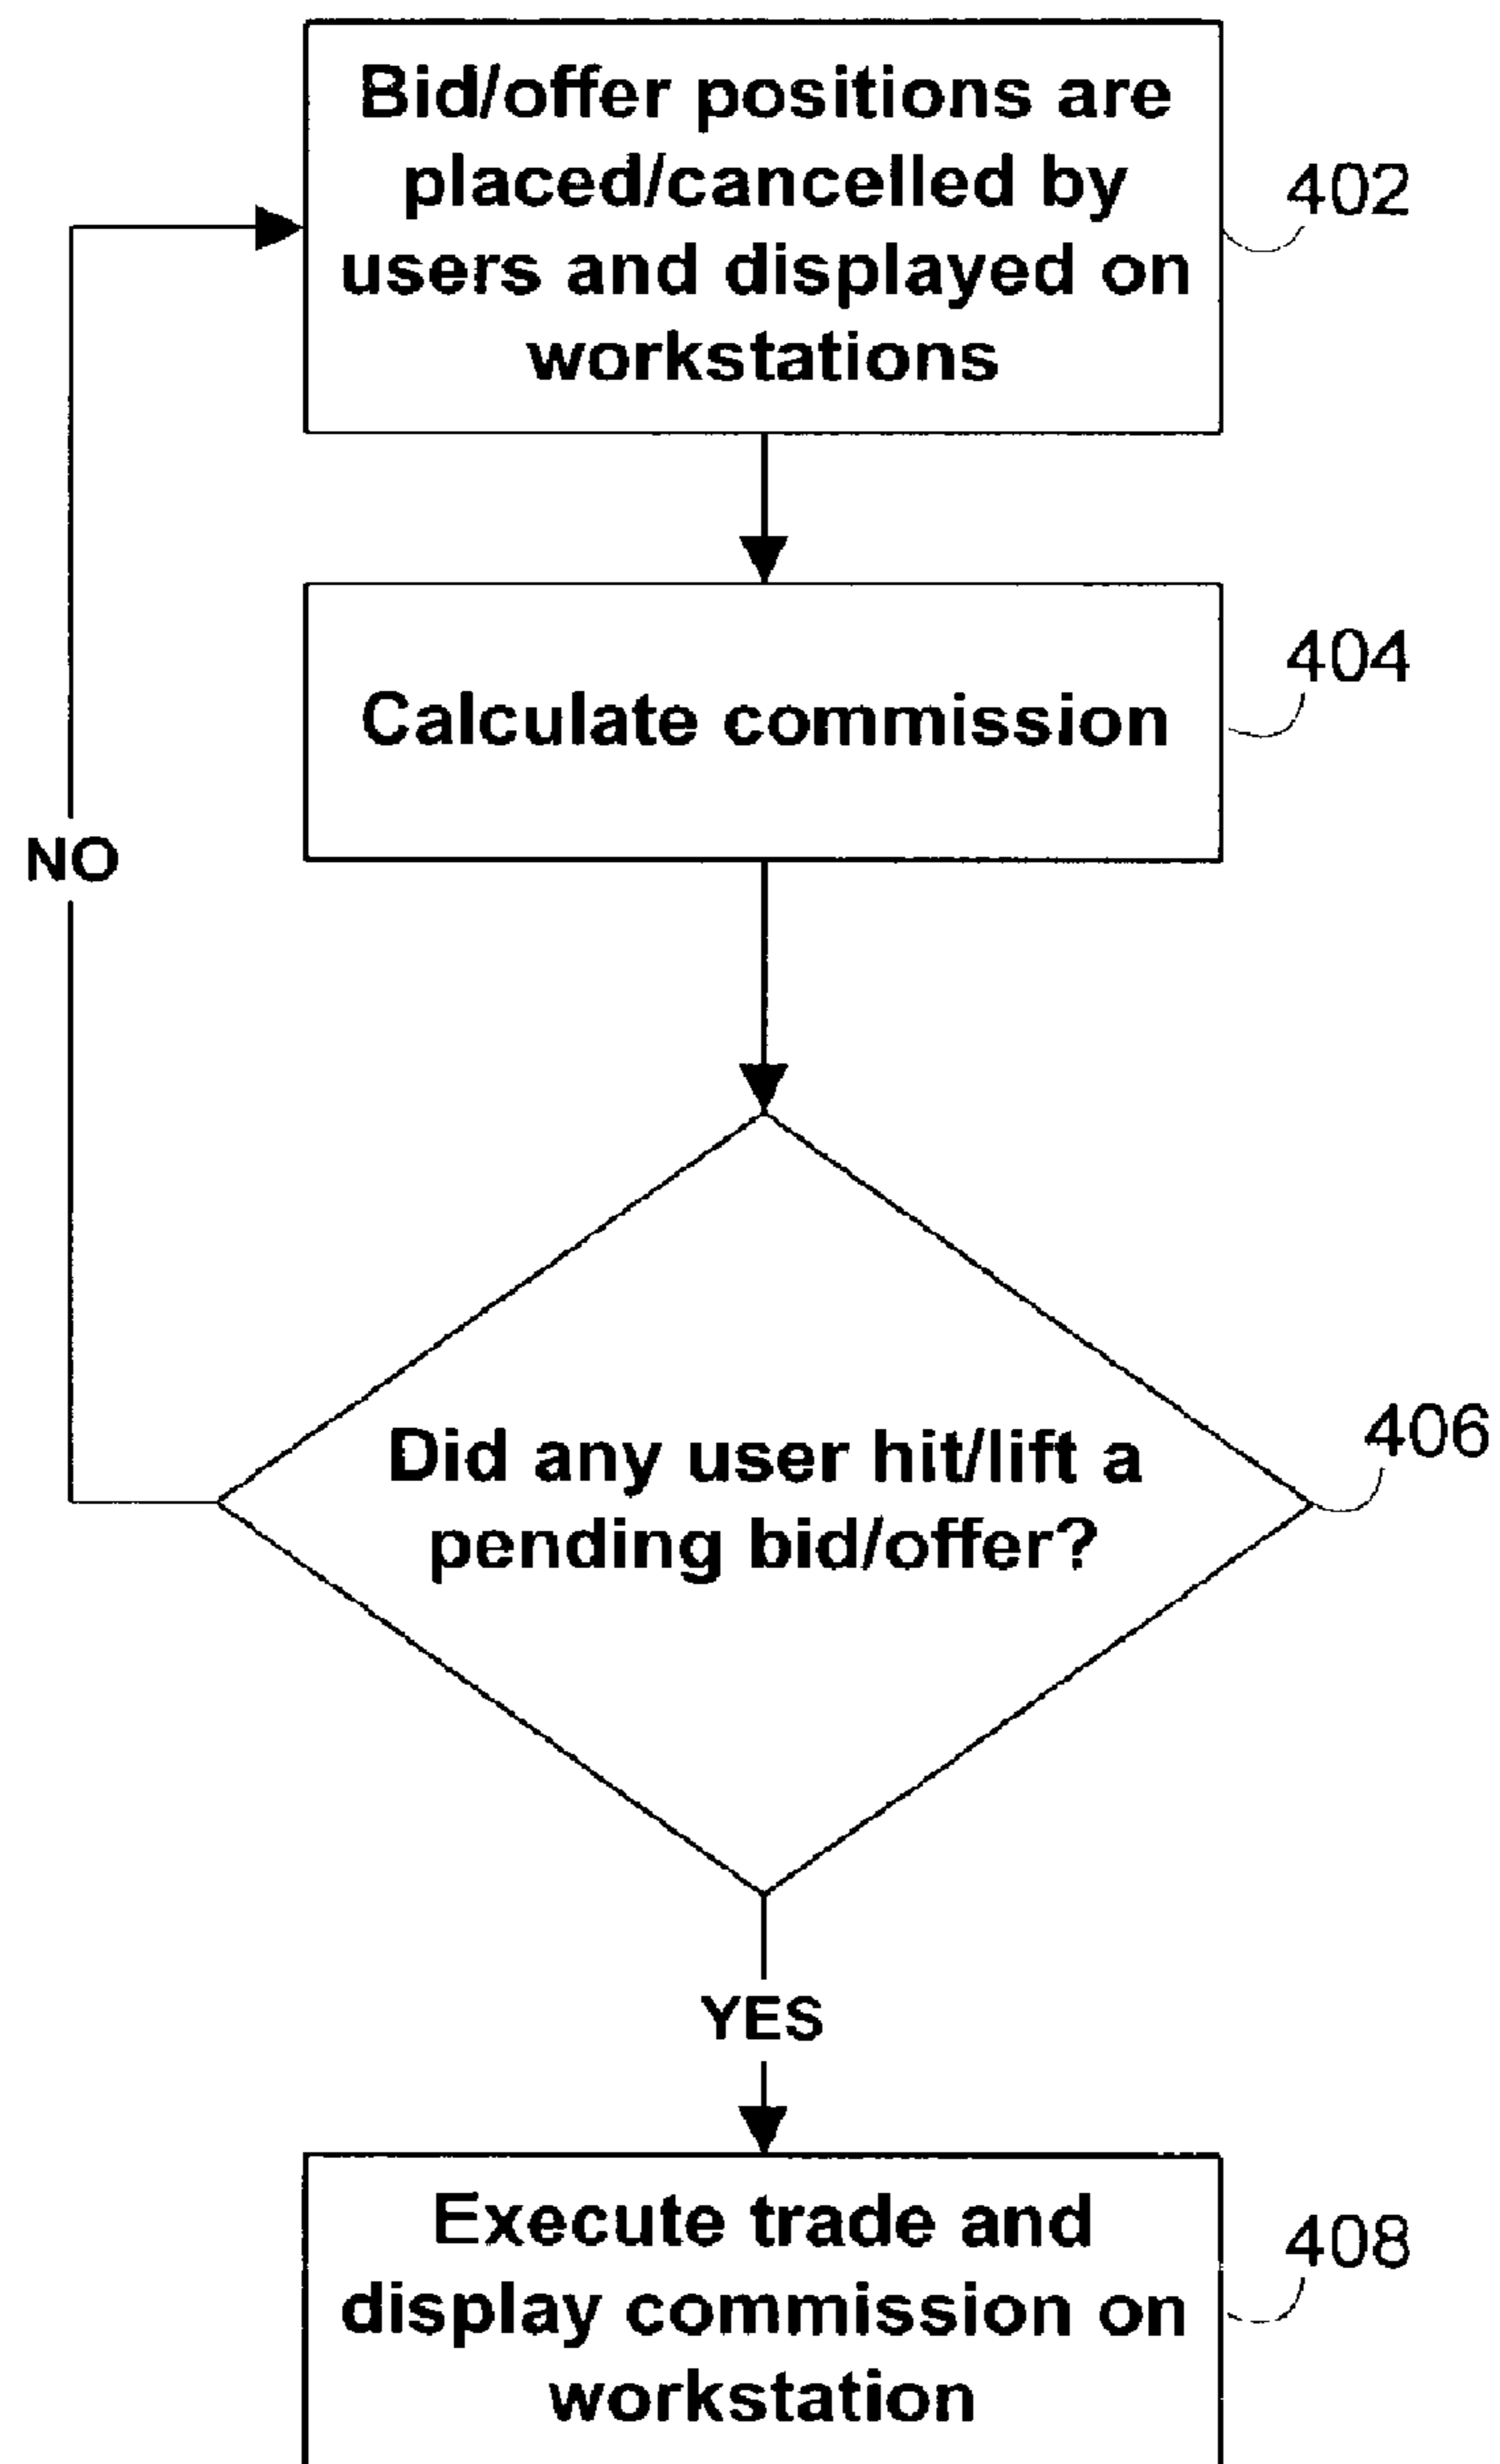 Bid/offer positions are
placed/cancelled by
users and displayed on
workstations
402
Calculate commission
404
NO
Did any user hit/lift a
pending bid/offer?
406
YES
Execute trade and
display commission on
workstation
408